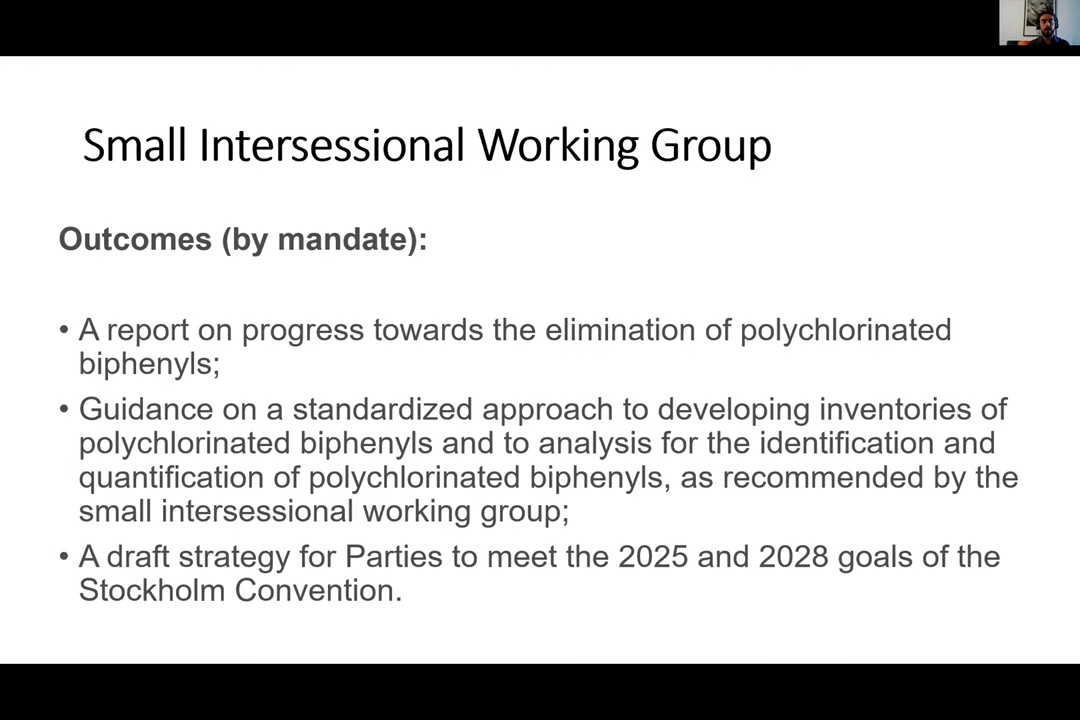 Small Intersessional Working Group
Outcomes (by mandate):
• A report on progress towards the elimination of polychlorinated
biphenyls;
• Guidance on a standardized approach to developing inventories of
polychlorinated biphenyls and to analysis for the identification and
quantification of polychlorinated biphenyls, as recommended by the
small intersessional working group;
• A draft strategy for Parties to meet the 2025 and 2028 goals of the
Stockholm Convention.